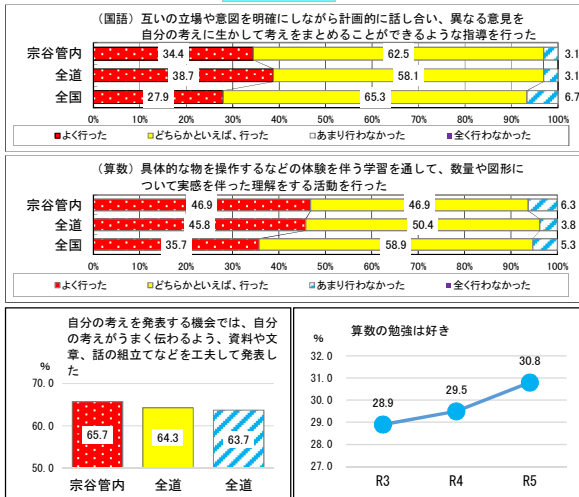 （国語）互いの立場や意図を明確にしながら計画的に話し合い、異なる意見を
自分の考えに生かして考えをまとめることができるような指導を行った
宗谷管内 34.4 62.5 3.1
全道 38.7 58.1 3.1
全国 27.9 65.3 6.7
0% 10% 20% 30% 40% 50% 60% 70% 80% 90% 100%
よく行った どちらかといえば、行った あまり行わなかった 全く行わなかった
（算数）具体的な物を操作するなどの体験を伴う学習を通して、数量や図形に
ついて実感を伴った理解をする活動を行った
宗谷管内 46.9 46.9 6.3
全道 45.8 50.4 3.8
全国 35.7 58.9 5.3
0% 10% 20% 30% 40% 50% 60% 70% 80% 90% 100%
よく行った どちらかといえば、行った あまり行わなかった 全く行わなかった
自分の考えを発表する機会では、自分
の考えがうまく伝わるよう、資料や文
章、話の組立てなどを工夫して発表し
た
%
70.0
60.0
50.0
65.7 64.3 63.7
宗谷管内 全道 全道
算数の勉強は好き
%
32.0
31.0
30.0
29.0
28.0
27.0
28.9 29.5 30.8
R3 R4 R5